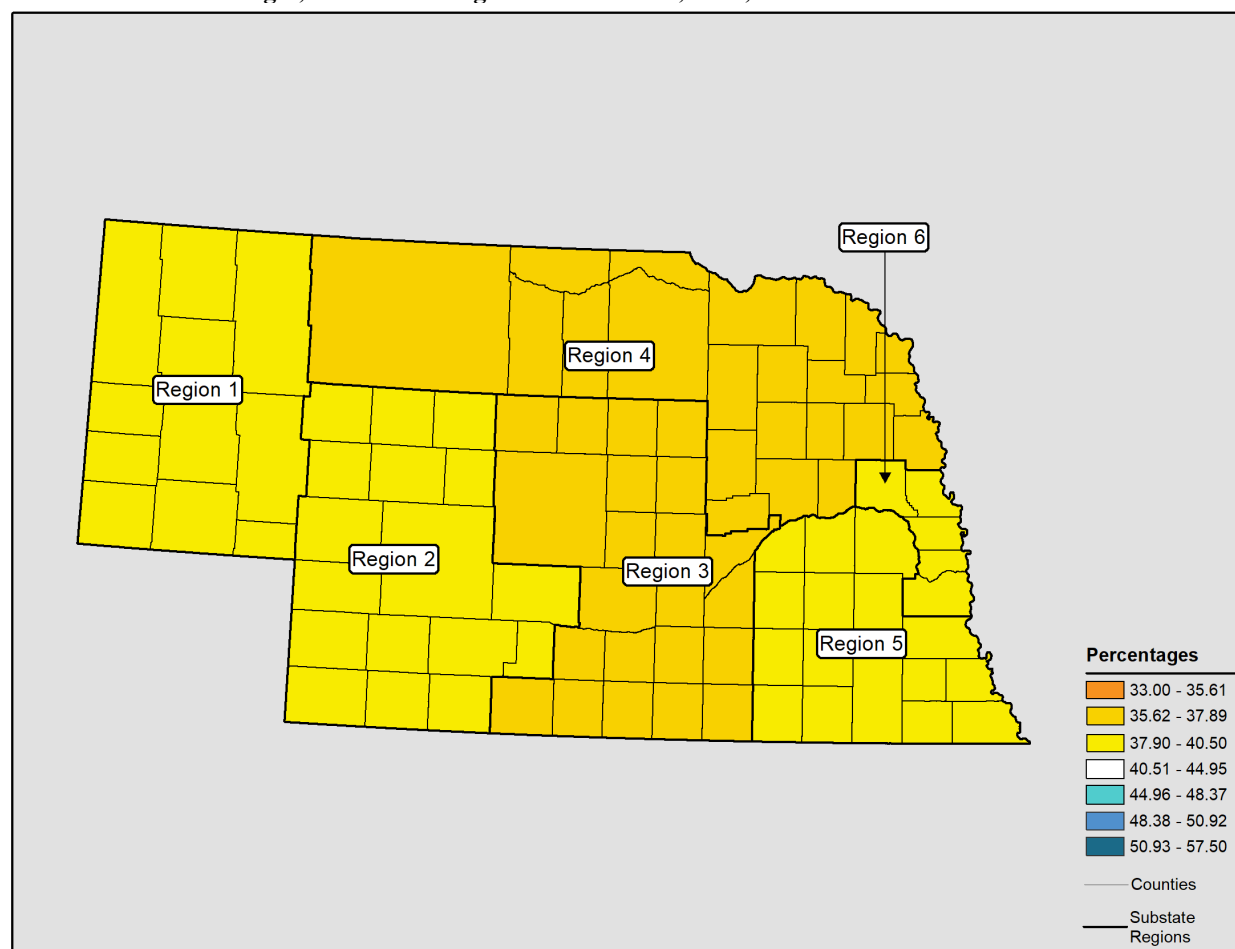 Region 6
Region 4
Region 1
Region 2
Region 3
Region 5
Percentages
33.00 - 35.61
35.62 - 37.89
37.90 - 40.50
40.51 - 44.95
44.96 - 48.37
48.38 - 50.92
50.93 - 57.50
Counties
Substate
Regions